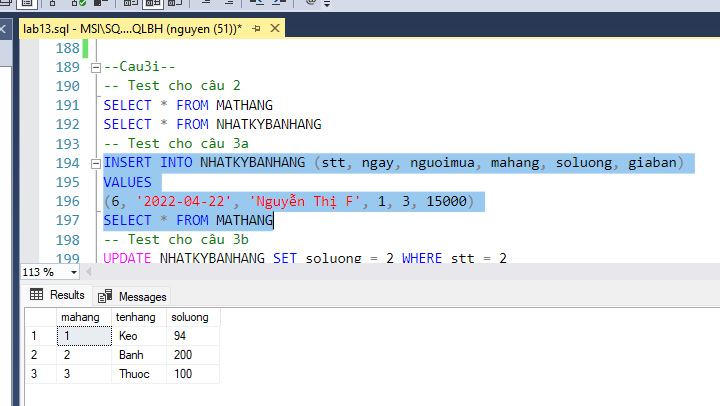 lab13.sql - MSI\SQ....QLBH (nguyen (51))*
188
189 --Cau3i--
190 -- Test cho câu 2
191 SELECT * FROM MATHANG
192 SELECT * FROM NHATKYBANHANG
193 -- Test cho câu 3a
194 INSERT INTO NHATKYBANHANG (stt, ngay, nguoimua, mahang, soluong, giaban)
195 VALUES
196 (6, '2022-04-22', 'Nguyễn Thị F', 1, 3, 15000)
197 SELECT * FROM MATHANG
198 -- Test cho câu 3b
199 UPDATE NHATKYBANHANG SET soluong = 2 WHERE stt = 2
113 %
Results Messages
mahang tenhang soluong
1 1 Keo 94
2 2 Banh 200
3 3 Thuoc 100